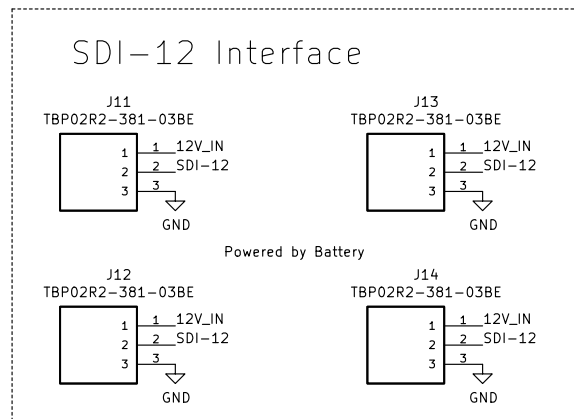 SDI-12 Interface
J11
TBP02R2-381-03BE
1 1 12V_IN
2 2 SDI-12
3 3
GND
J13
TBP02R2-381-03BE
1 1 12V_IN
2 2 SDI-12
3 3
GND
Powered by Battery
J12
TBP02R2-381-03BE
1 1 12V_IN
2 2 SDI-12
3 3
GND
J14
TBP02R2-381-03BE
1 1 12V_IN
2 2 SDI-12
3 3
GND